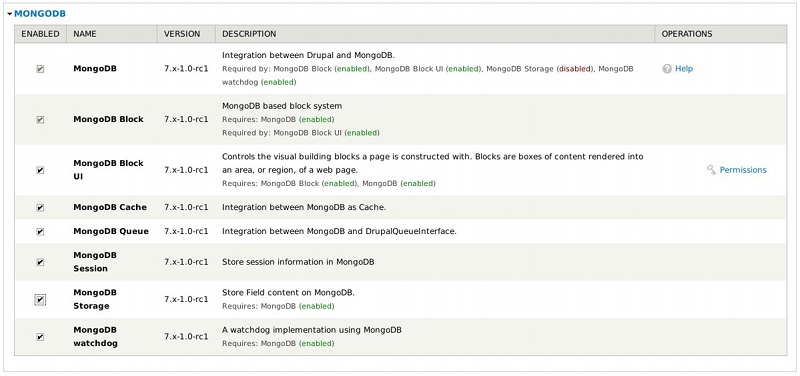 MONGODB
ENABLED NAME VERSION DESCRIPTION OPERATIONS
MongoDB 7.x-1.0-rc1 Integration between Drupal and MongoDB.
Required by: MongoDB Block (enabled), MongoDB Block UI (enabled), MongoDB Storage (disabled), MongoDB
watchdog (enabled)
Help
MongoDB Block 7.x-1.0-rc1 MongoDB based block system
Requires: MongoDB (enabled)
Required by: MongoDB Block UI (enabled)
MongoDB Block
UI
7.x-1.0-rc1
Controls the visual building blocks a page is constructed with. Blocks are boxes of content rendered into
an area, or region, of a web page.
Requires: MongoDB Block (enabled), MongoDB (enabled)
Permissions
MongoDB Cache 7.x-1.0-rc1 Integration between MongoDB as Cache.
MongoDB Queue 7.x-1.0-rc1 Integration between MongoDB and DrupalQueueInterface.
MongoDB
Session
7.x-1.0-rc1 Store session information in MongoDB
MongoDB
Storage
7.x-1.0-rc1
Store Field content on MongoDB.
Requires: MongoDB (enabled)
MongoDB
watchdog
7.x-1.0-rc1
A watchdog implementation using MongoDB
Requires: MongoDB (enabled)